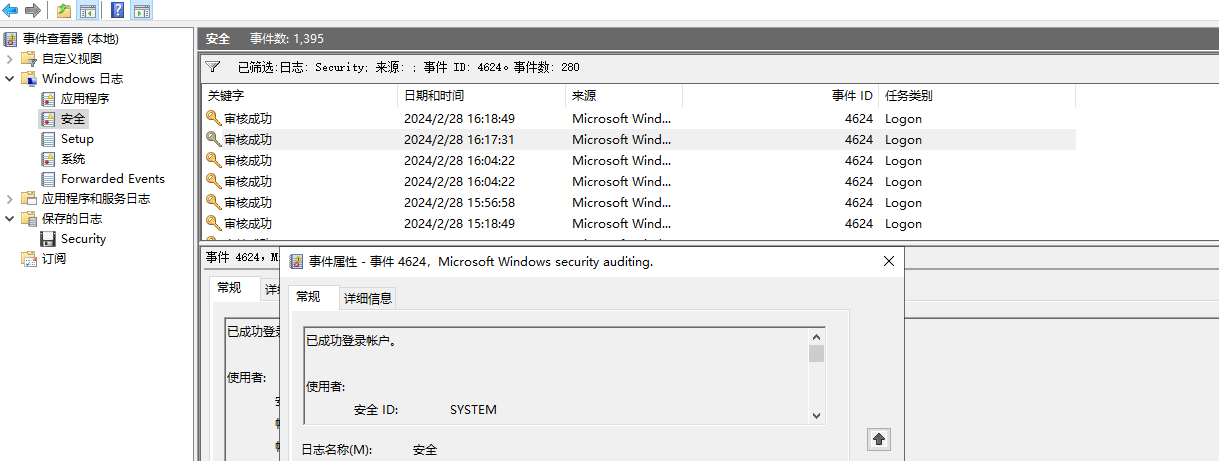 事件查看器 (本地)
自定义视图
Windows 日志
应用程序
安全
Setup
系统
Forwarded Events
应用程序和服务日志
保存的日志
Security
订阅
安全 事件数: 1,395
已筛选:日志: Security; 来源: ; 事件 ID: 4624。事件数: 280
关键字 日期和时间 来源 事件 ID 任务类别
审核成功 2024/2/28 16:18:49 Microsoft Wind... 4624 Logon
审核成功 2024/2/28 16:17:31 Microsoft Wind... 4624 Logon
审核成功 2024/2/28 16:04:22 Microsoft Wind... 4624 Logon
审核成功 2024/2/28 16:04:22 Microsoft Wind... 4624 Logon
审核成功 2024/2/28 15:56:58 Microsoft Wind... 4624 Logon
审核成功 2024/2/28 15:18:49 Microsoft Wind... 4624 Logon
事件 4624,
常规
已成功登录
使用者:
事件属性 - 事件 4624，Microsoft Windows security auditing.
常规 详细信息
已成功登录帐户。
使用者:
安全 ID: SYSTEM
日志名称(M): 安全